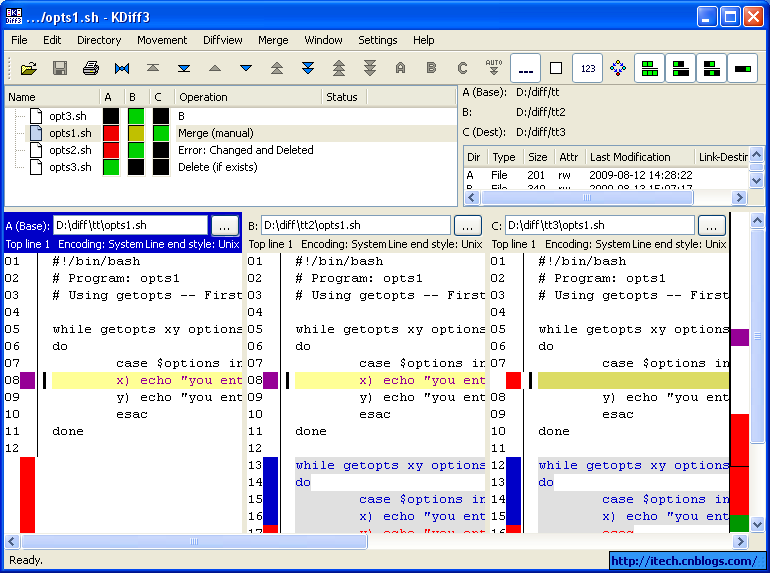 .../opts1.sh - KDiff3
File Edit Directory Movement Diffview Merge Window Settings Help
A B C AUTO 123
Name A B C Operation Status
opt3.sh B
opts1.sh Merge (manual)
opts2.sh Error: Changed and Deleted
opts3.sh Delete (if exists)
A (Base): D:/diff/tt
B: D:/diff/tt2
C (Dest): D:/diff/tt3
Dir Type Size Attr Last Modification Link-Destin
A File 201 rw 2009-08-12 14:28:22
B File 340 rw 2009-08-13 15:07:17
A (Base): D:\diff\tt\opts1.sh ...
Top line 1 Encoding: System Line end style: Unix
01 #!/bin/bash
02 # Program: opts1
03 # Using getopts -- First
04
05 while getopts xy options
06 do
07 case $options in
08 x) echo "you ent
09 y) echo "you ent
10 esac
11 done
12
B: D:\diff\tt2\opts1.sh ...
Top line 1 Encoding: System Line end style: Unix
01 #!/bin/bash
02 # Program: opts1
03 # Using getopts -- First
04
05 while getopts xy options
06 do
07 case $options in
08 x) echo "you ent
09 y) echo "you ent
10 esac
11 done
12
13 while getopts xy options
14 do
15 case $options in
16 x) echo "you ent
17 y) echo "you ent
C: D:\diff\tt3\opts1.sh ...
Top line 1 Encoding: System Line end style: Unix
01 #!/bin/bash
02 # Program: opts1
03 # Using getopts -- First
04
05 while getopts xy options
06 do
07 case $options in
08 y) echo "you ent
09 esac
10 done
11
12 while getopts xy options
13 do
14 case $options in
15 x) echo "you ent
Ready.
http://itech.cnblogs.com/